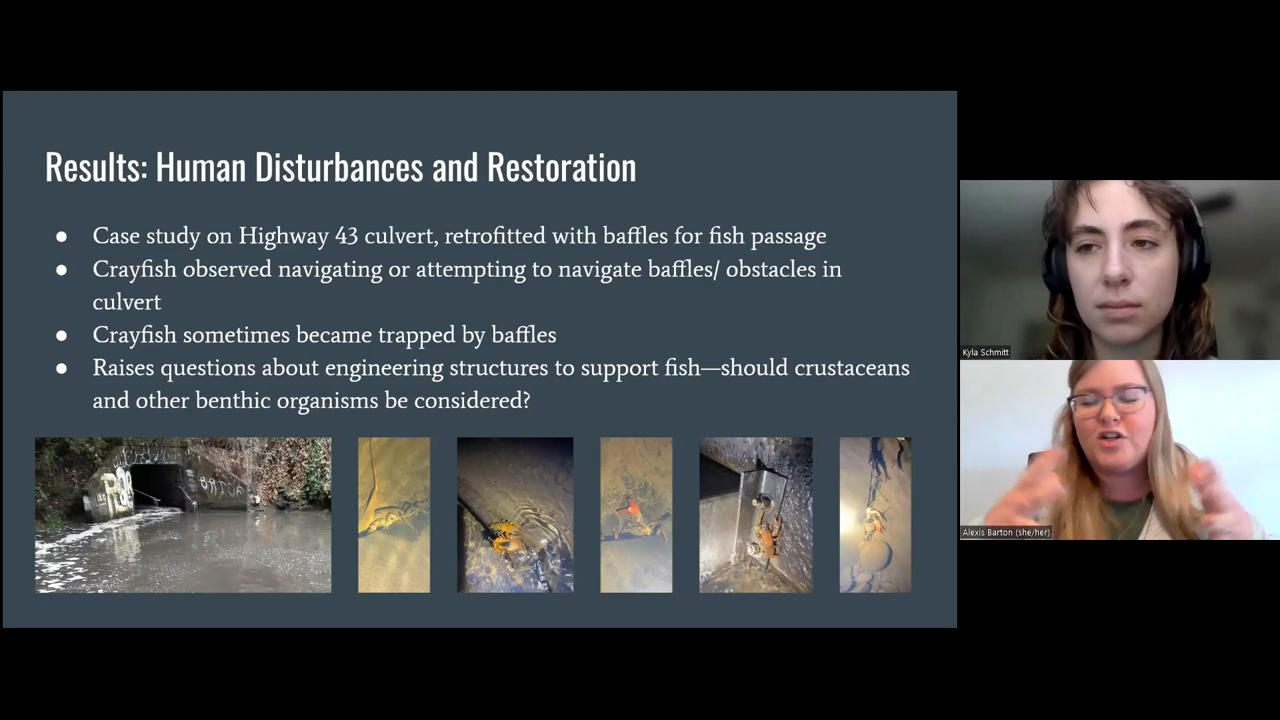 Results: Human Disturbances and Restoration
● Case study on Highway 43 culvert, retrofitted with baffles for fish passage
● Crayfish observed navigating or attempting to navigate baffles/ obstacles in
culvert
● Crayfish sometimes became trapped by baffles
● Raises questions about engineering structures to support fish—should crustaceans
and other benthic organisms be considered?
Kyla Schmitt
Alexis Barton (she/her)